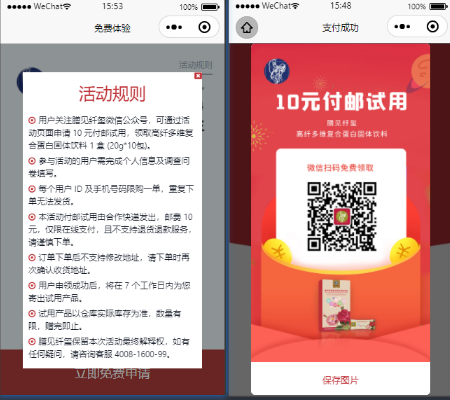 WeChat
15:53
100%
免费体验
活动规则
活动规则
用户关注膳见纤玺微信公众号，可通过活
动页面申请 10 元付邮试用，领取高纤多维复
合蛋白固体饮料 1 盒 (20g*10包)。
参与活动的用户需完成个人信息及调查问
卷填写。
每个用户 ID 及手机号码限购一单，重复下
单无法发货。
本活动付邮试用由合作快递发出，邮费 10
元，仅限在线支付，且不支持退货退款服务，
请谨慎下单。
订单下单后不支持修改地址，请下单时再
次确认收货地址。
用户申领成功后，将在 7 个工作日内为您
寄出试用产品。
试用产品以仓库实际库存为准，数量有
限，赠完即止。
膳见纤玺保留本次活动最终解释权，如有
任何疑问，请咨询客服 4008-1600-99。
立即免费申请
WeChat
15:48
100%
支付成功
10元付邮试用
膳见纤玺
高纤多维复合蛋白固体饮料
微信扫码免费领取
保存图片